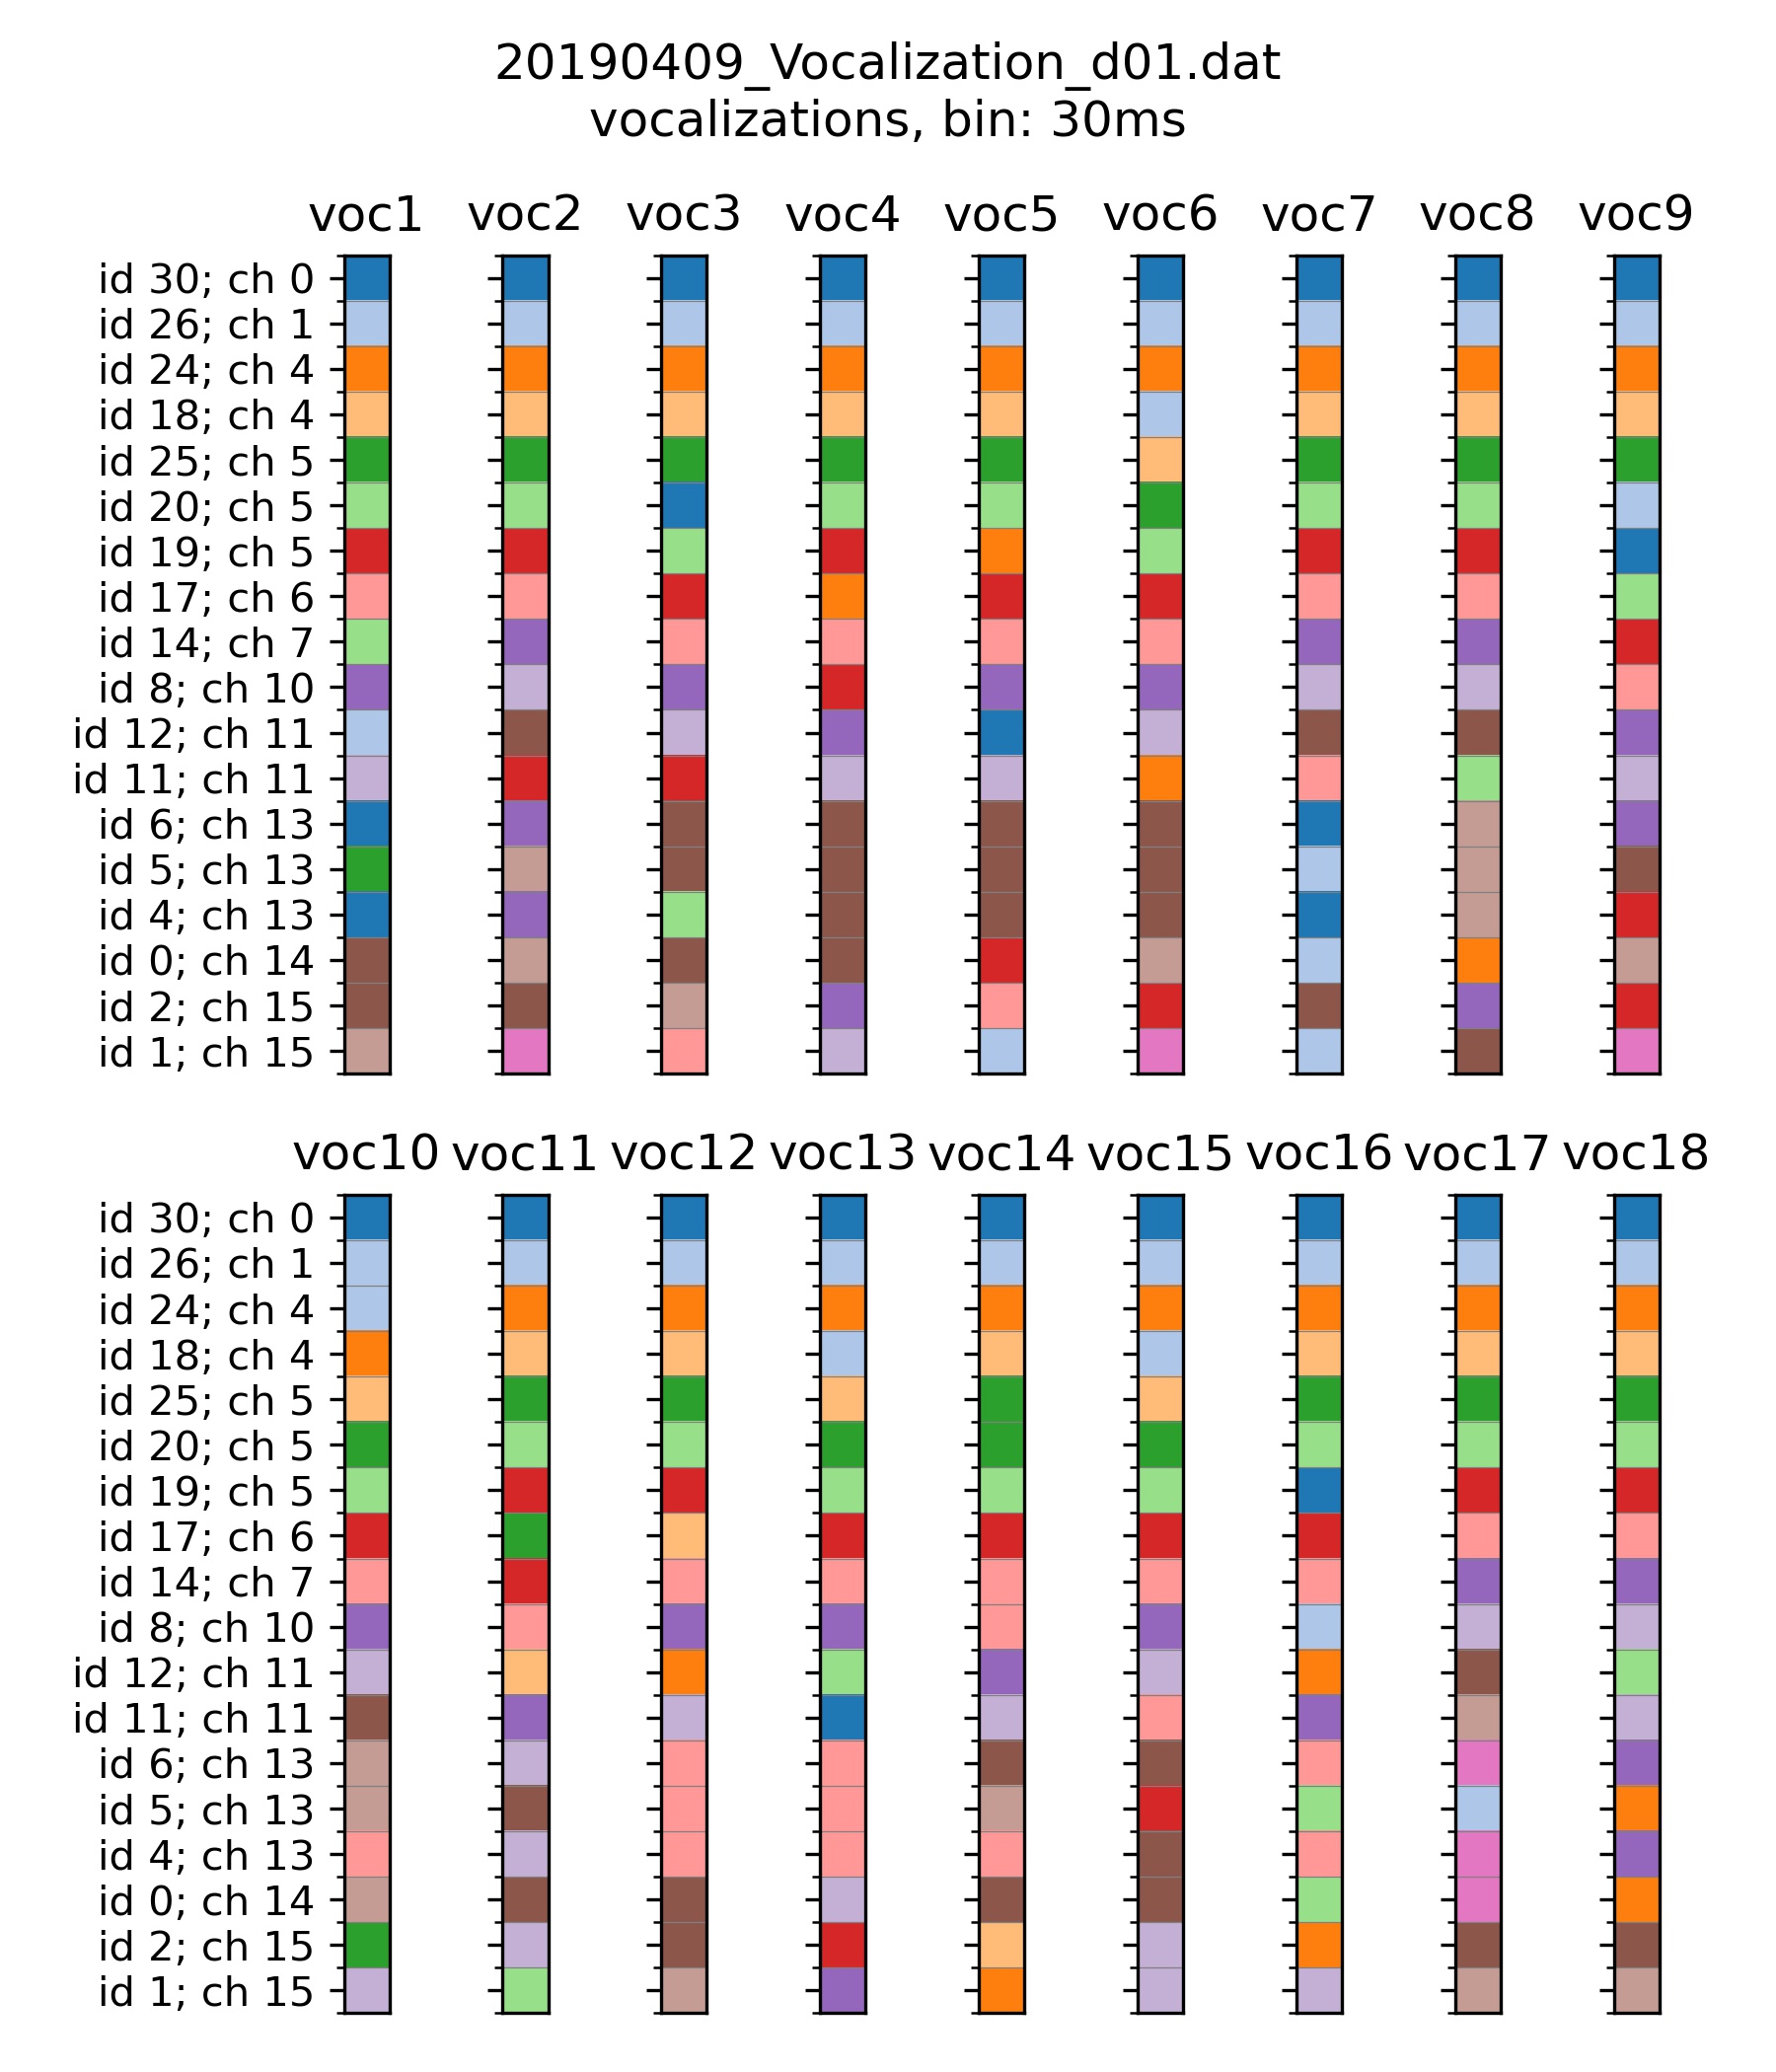 20190409_Vocalization_d01.dat
vocalizations, bin: 30ms
voc1 voc2 voc3 voc4 voc5 voc6 voc7 voc8 voc9
id 30; ch 0
id 26; ch 1
id 24; ch 4
id 18; ch 4
id 25; ch 5
id 20; ch 5
id 19; ch 5
id 17; ch 6
id 14; ch 7
id 8; ch 10
id 12; ch 11
id 11; ch 11
id 6; ch 13
id 5; ch 13
id 4; ch 13
id 0; ch 14
id 2; ch 15
id 1; ch 15
voc10 voc11 voc12 voc13 voc14 voc15 voc16 voc17 voc18
id 30; ch 0
id 26; ch 1
id 24; ch 4
id 18; ch 4
id 25; ch 5
id 20; ch 5
id 19; ch 5
id 17; ch 6
id 14; ch 7
id 8; ch 10
id 12; ch 11
id 11; ch 11
id 6; ch 13
id 5; ch 13
id 4; ch 13
id 0; ch 14
id 2; ch 15
id 1; ch 15